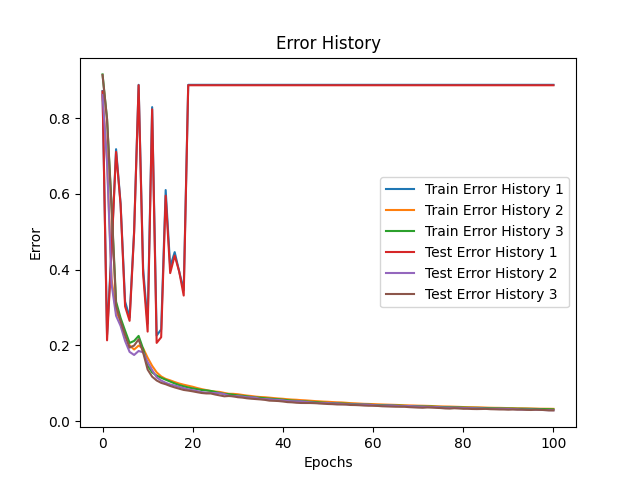 Error History
0.8
0.6
0.4
0.2
0.0
Error
Train Error History 1
Train Error History 2
Train Error History 3
Test Error History 1
Test Error History 2
Test Error History 3
0 20 40 60 80 100
Epochs